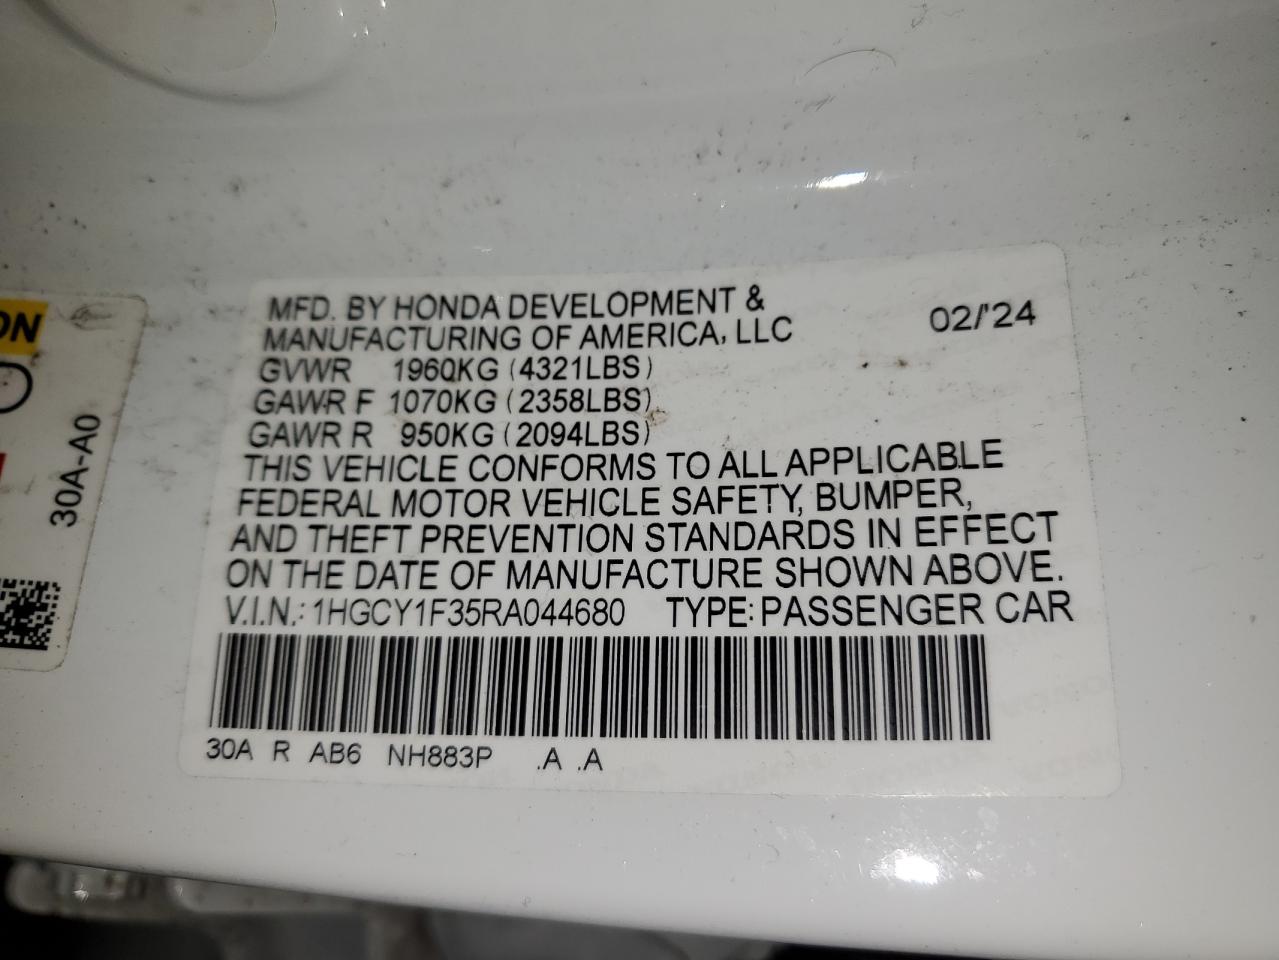 MFD. BY HONDA DEVELOPMENT &
MANUFACTURING OF AMERICA, LLC 02/'24
GVWR 1960KG (4321LBS)
GAWR F 1070KG (2358LBS)
GAWR R 950KG (2094LBS)
THIS VEHICLE CONFORMS TO ALL APPLICABLE
FEDERAL MOTOR VEHICLE SAFETY, BUMPER,
AND THEFT PREVENTION STANDARDS IN EFFECT
ON THE DATE OF MANUFACTURE SHOWN ABOVE.
V.I.N.: 1HGCY1F35RA044680 TYPE: PASSENGER CAR
30A R AB6 NH883P .A .A
ON
30A-A0